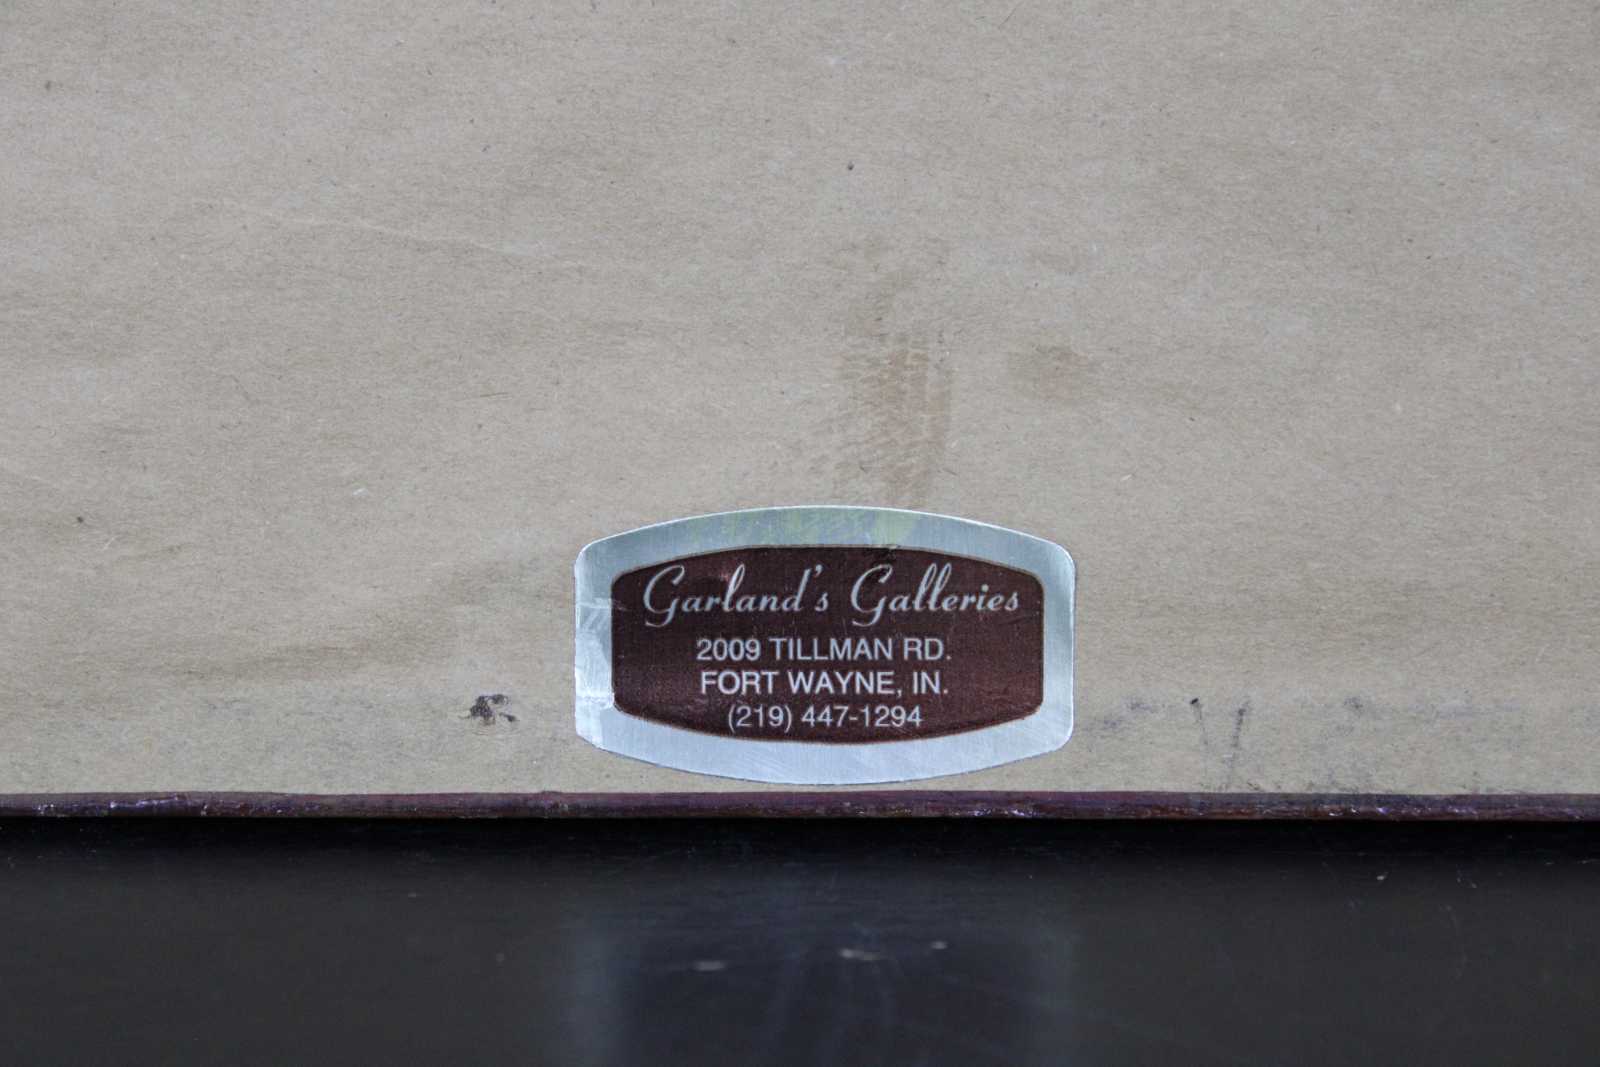 Garland's Galleries
2009 TILLMAN RD.
FORT WAYNE, IN.
(219) 447-1294